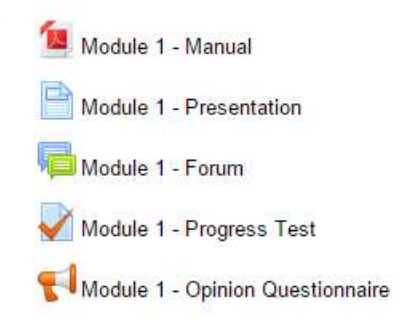 Module 1 - Manual
Module 1 - Presentation
Module 1 - Forum
Module 1 - Progress Test
Module 1 - Opinion Questionnaire